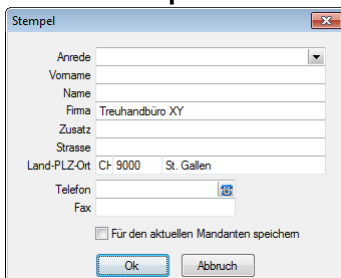 Stempel
Anrede
Vorname
Name
Firma Treuhandbüro XY
Zusatz
Strasse
Land-PLZ-Ort CH 9000 St. Gallen
Telefon
Fax
Für den aktuellen Mandanten speichern
Ok Abbruch